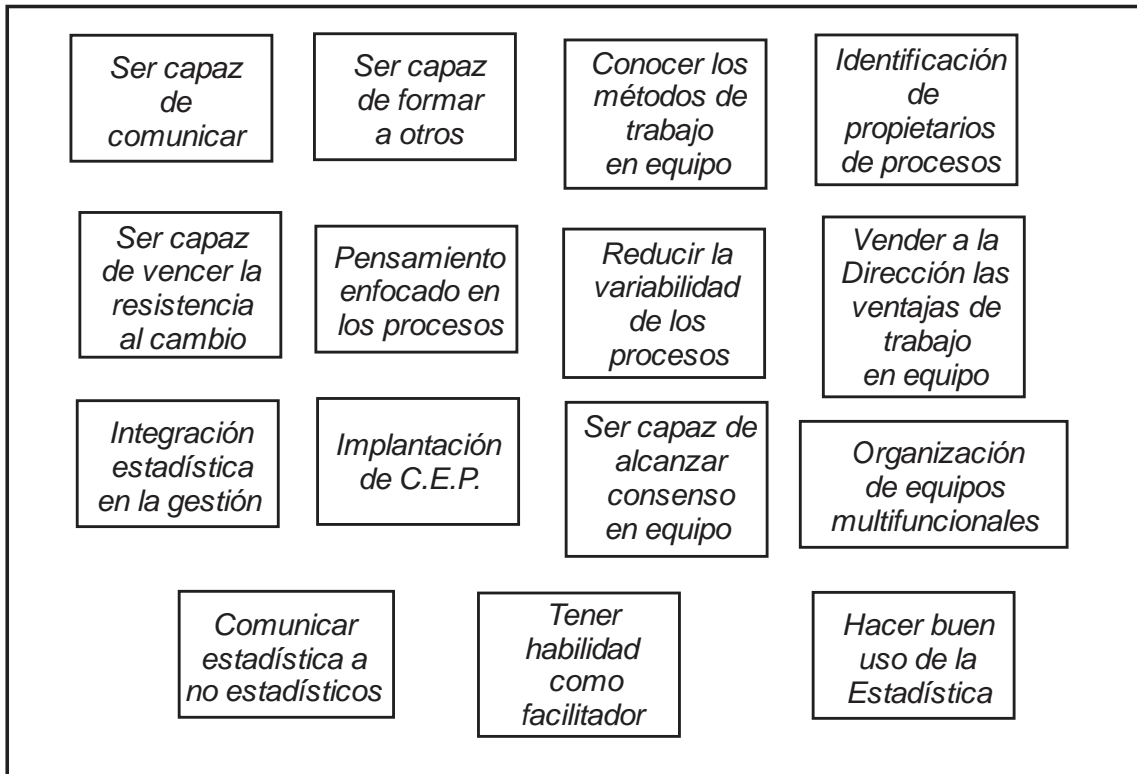 Ser capaz
de
comunicar
Ser capaz
de formar
a otros
Conocer los
métodos de
trabajo
en equipo
Identificación
de
propietarios
de procesos
Ser capaz
de vencer la
resistencia
al cambio
Pensamiento
enfocado en
los procesos
Reducir la
variabilidad
de los
procesos
Vender a la
Dirección las
ventajas de
trabajo
en equipo
Integración
estadística
en la gestión
Implantación
de C.E.P.
Ser capaz de
alcanzar
consenso
en equipo
Organización
de equipos
multifuncionales
Comunicar
estadística a
no estadísticos
Tener
habilidad
como
facilitador
Hacer buen
uso de la
Estadística